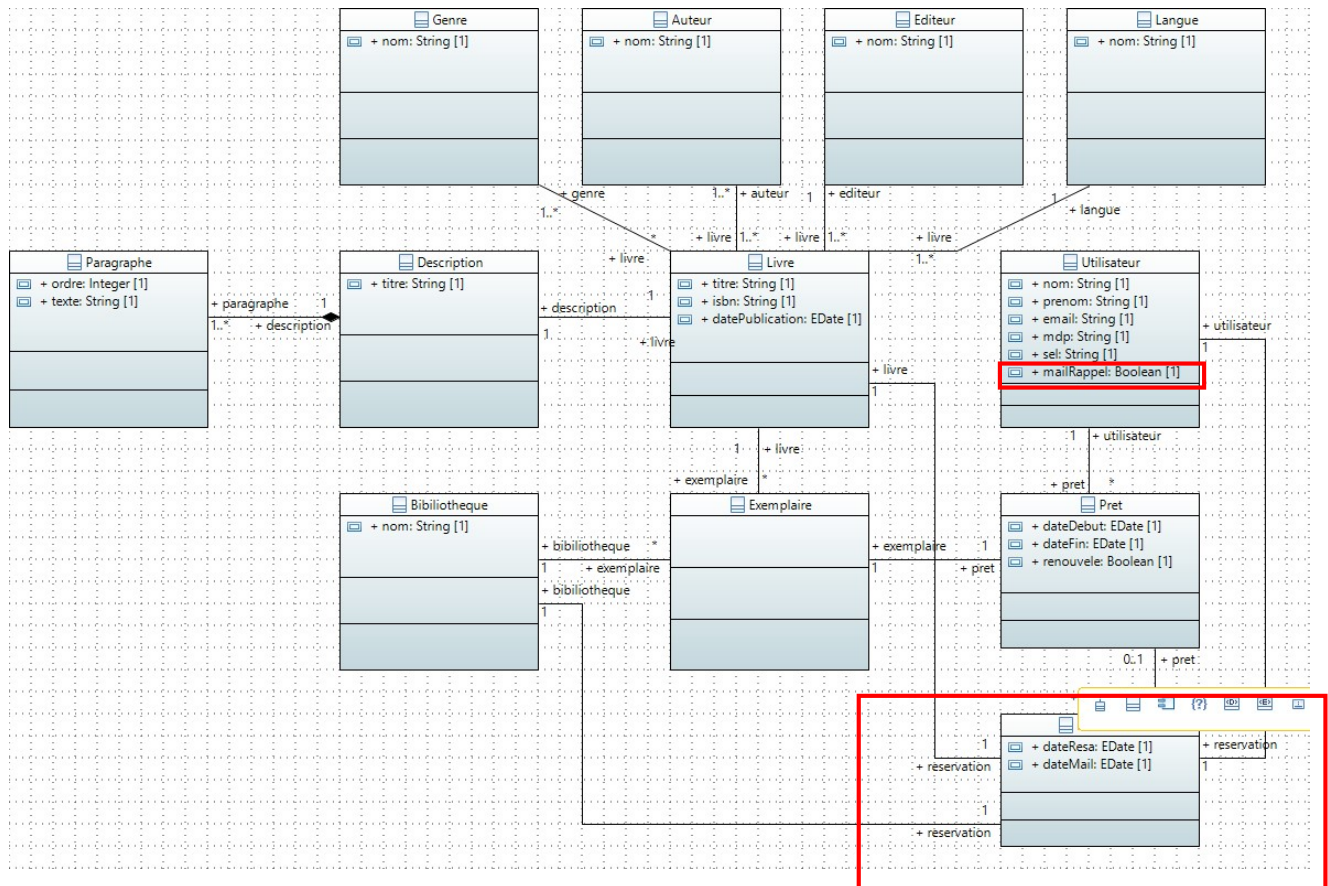 Genre
+ nom: String [1]
Auteur
+ nom: String [1]
Editeur
+ nom: String [1]
Langue
+ nom: String [1]
+ genre
1..*
1..*
+ auteur
1
+ editeur
1
+ langue
*
+ livre
+ livre
1..*
+ livre
1..*
+ livre
1..*
Paragraphe
+ ordre: Integer [1]
+ texte: String [1]
+ paragraphe
1..*
1
+ description
Description
+ titre: String [1]
+ description
1
1
+ livre
Livre
+ titre: String [1]
+ isbn: String [1]
+ datePublication: EDate [1]
+ livre
1
Utilisateur
+ nom: String [1]
+ prenom: String [1]
+ email: String [1]
+ mdp: String [1]
+ sel: String [1]
+ mailRappel: Boolean [1]
+ utilisateur
1
1
+ livre
+ exemplaire
*
1
+ utilisateur
+ pret
*
Bibiliotheque
+ nom: String [1]
+ bibiliotheque
1
*
+ exemplaire
+ bibiliotheque
1
Exemplaire
+ exemplaire
1
1
+ pret
Pret
+ dateDebut: EDate [1]
+ dateFin: EDate [1]
+ renouvele: Boolean [1]
0..1
+ pret
{?}
<D>
<E>
+ dateResa: EDate [1]
+ dateMail: EDate [1]
1
+ reservation
+ reservation
1
1
+ reservation